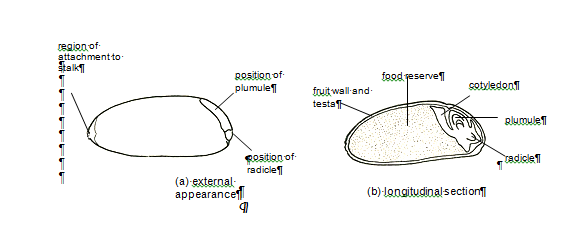 region of
attachment to
stalk¶
¶
¶
¶
¶
¶
¶
¶
¶
position of
plumule¶
¶position of
radicle¶
(a) external
appearance¶
¶
food reserve¶
fruit wall and
testa¶
cotyledon¶
plumule¶
radicle¶
¶
(b) longitudinal section¶